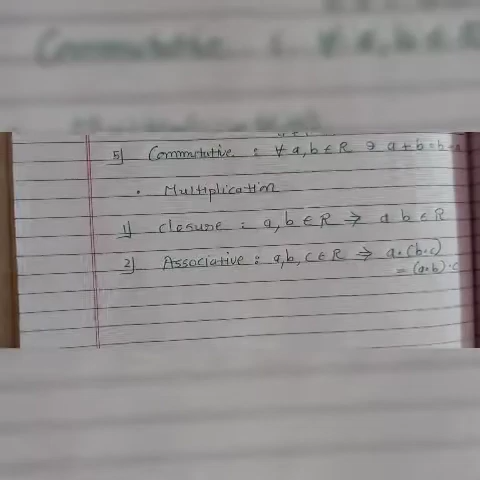 5] Commutative : ∀ a, b ∈ R ∋ a + b = b + a
• Multiplication
1] closure : a, b ∈ R ⇒ a b ∈ R
2] Associative : a, b, c ∈ R ⇒ a·(b·c)
= (a·b)·c